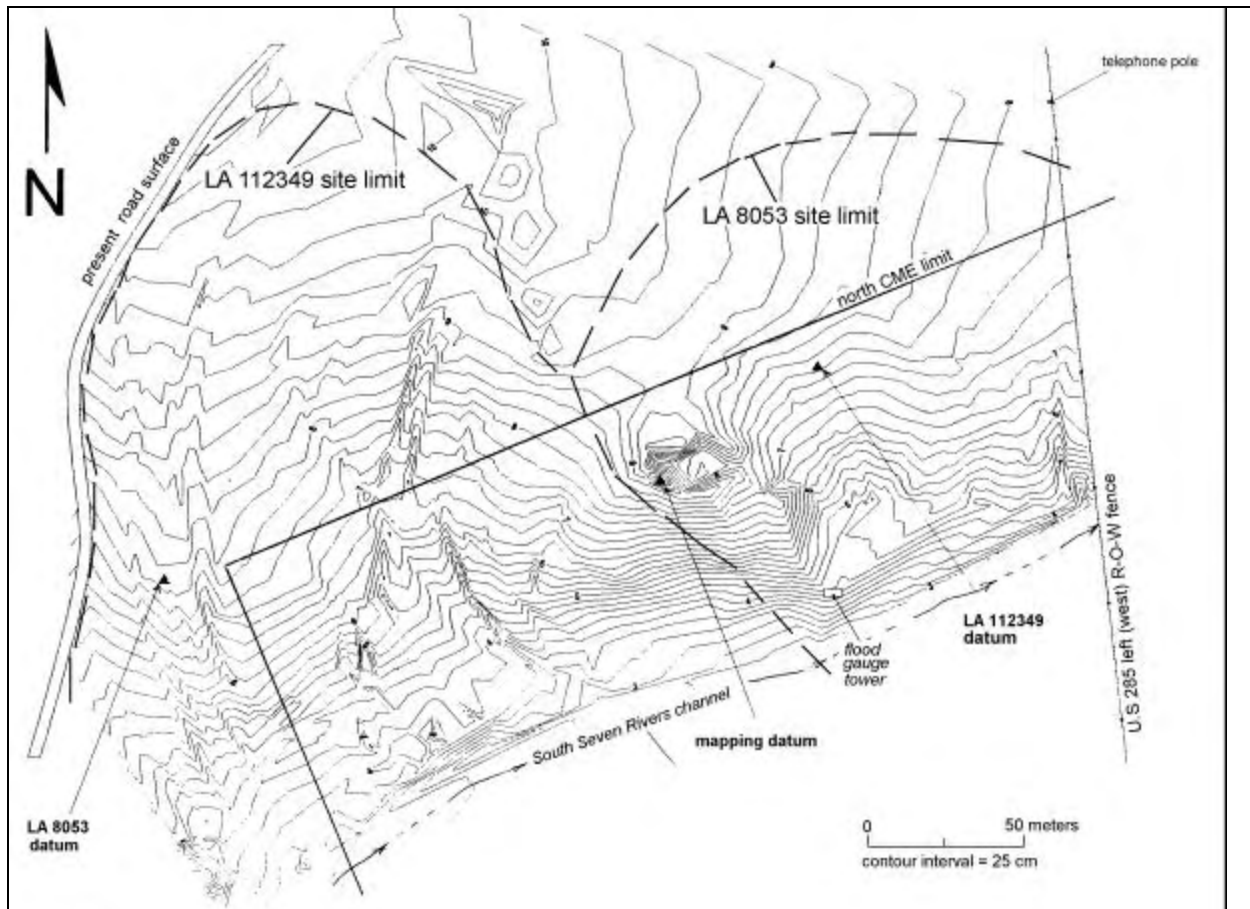 telephone pole
present road surface
N
LA 112349 site limit
LA 8053 site limit
north CME limit
U.S 285 left (west) R-O-W fence
LA 112349
datum
flood
gauge
tower
South Seven Rivers channel
mapping datum
LA 8053
datum
0 50 meters
contour interval = 25 cm